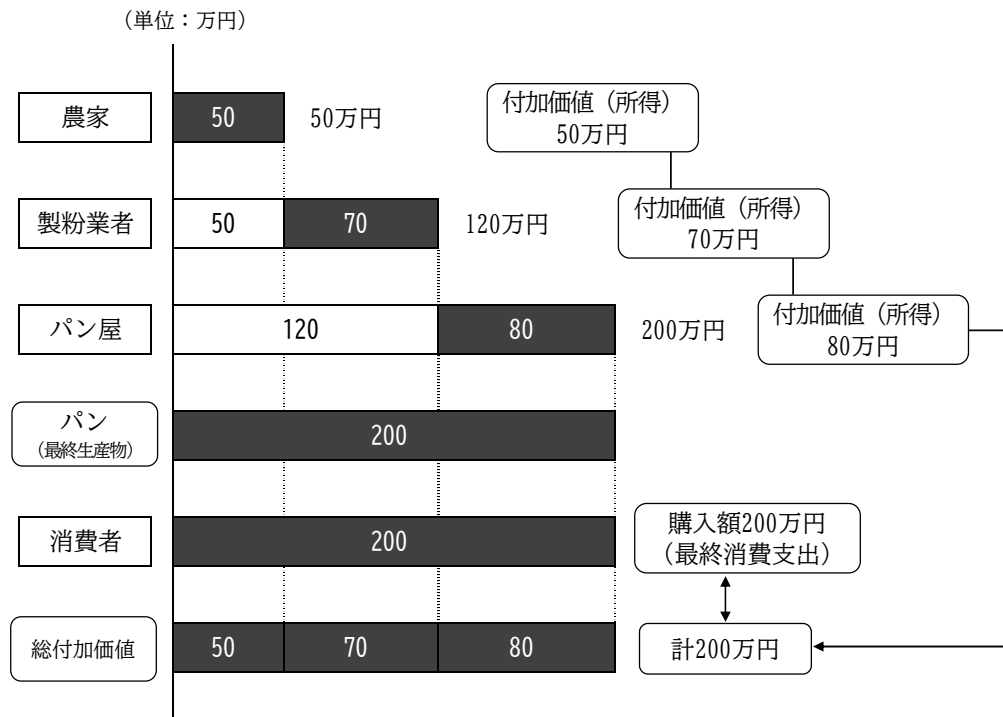 （単位：万円）
農家
50
50万円
付加価値（所得）
50万円
製粉業者
50
70
120万円
付加価値（所得）
70万円
パン屋
120
80
200万円
付加価値（所得）
80万円
パン
（最終生産物）
200
消費者
200
購入額200万円
（最終消費支出）
総付加価値
50
70
80
計200万円